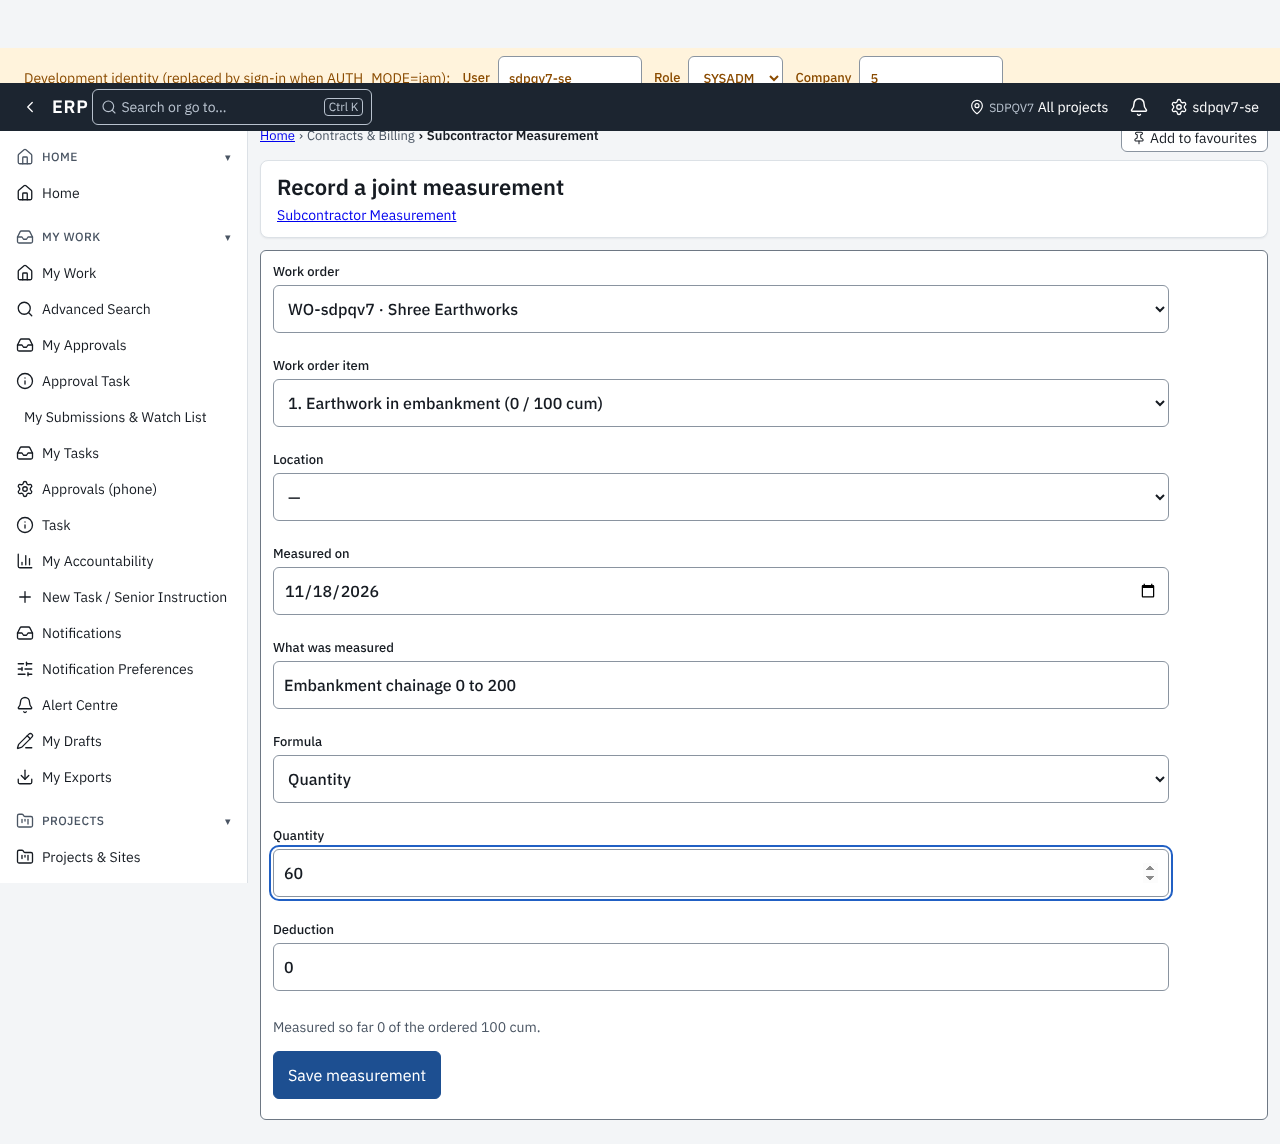 Development identity (replaced by sign-in when AUTH_MODE=iam): User sdpqv7-se Role SYSADM Company 5
ERP Search or go to... Ctrl K SDPQV7 All projects sdpqv7-se
Home › Contracts & Billing › Subcontractor Measurement
Add to favourites
HOME
Home
MY WORK
My Work
Advanced Search
My Approvals
Approval Task
My Submissions & Watch List
My Tasks
Approvals (phone)
Task
My Accountability
New Task / Senior Instruction
Notifications
Notification Preferences
Alert Centre
My Drafts
My Exports
PROJECTS
Projects & Sites
Record a joint measurement
Subcontractor Measurement
Work order
WO-sdpqv7 · Shree Earthworks
Work order item
1. Earthwork in embankment (0 / 100 cum)
Location
—
Measured on
11/18/2026
What was measured
Embankment chainage 0 to 200
Formula
Quantity
Quantity
60
Deduction
0
Measured so far 0 of the ordered 100 cum.
Save measurement